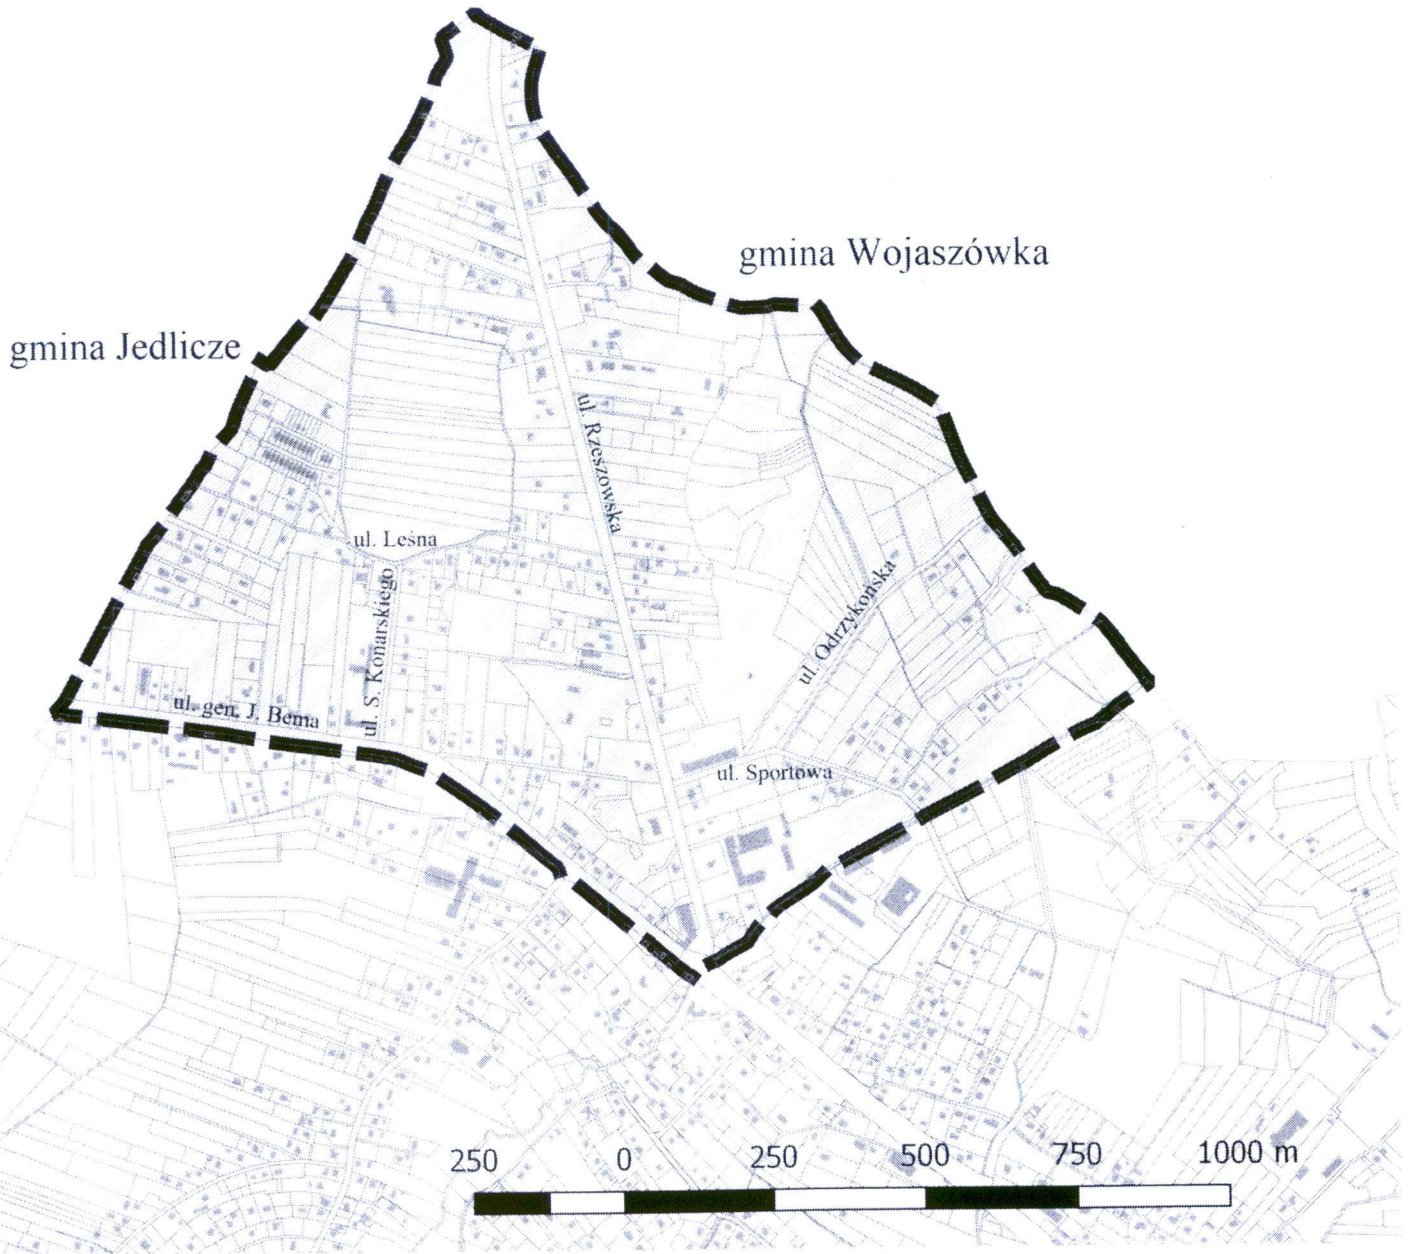 gmina Wojaszówka
gmina Jedlicze
ul. Rzeszowska
ul. Leśna
ul. S. Konarskiego
ul. Odrzykońska
ul. gen. J. Bema
ul. Sportowa
250 0 250 500 750 1000 m